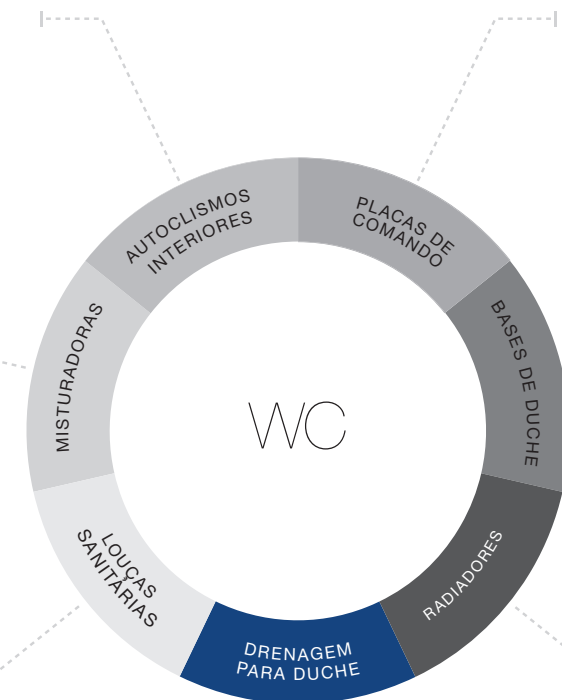 AUTOCLISMOS
INTERIORES
PLACAS DE
COMANDO
BASES DE DUCHE
RADIADORES
DRENAGEM
PARA DUCHE
LOUÇAS
SANITÁRIAS
MISTURADORAS
WC